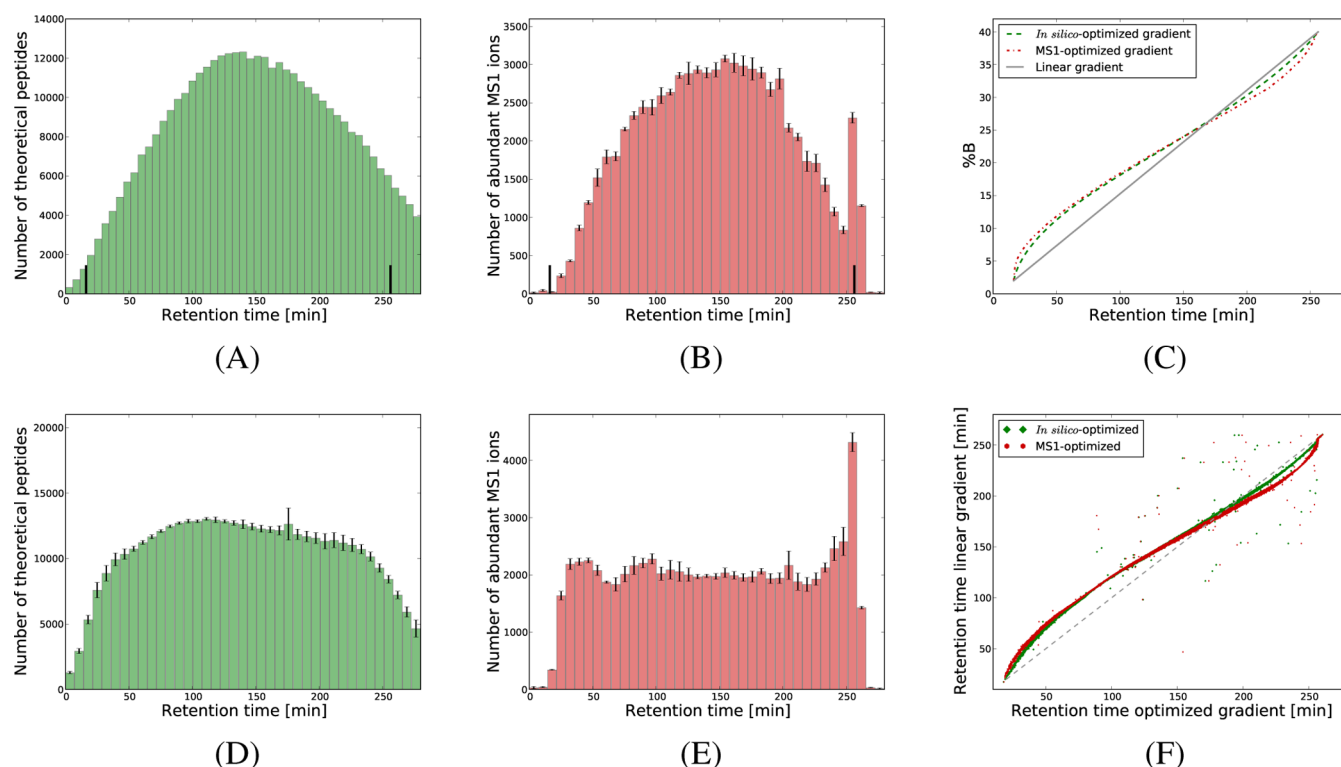 14000
12000
10000
8000
6000
4000
2000
0
Number of theoretical peptides
0 50 100 150 200 250
Retention time [min]
(A)
3500
3000
2500
2000
1500
1000
500
0
Number of abundant MS1 ions
0 50 100 150 200 250
Retention time [min]
(B)
In silico-optimized gradient
MS1-optimized gradient
Linear gradient
40
35
30
25
20
15
10
5
0
%B
0 50 100 150 200 250
Retention time [min]
(C)
20000
15000
10000
5000
0
Number of theoretical peptides
0 50 100 150 200 250
Retention time [min]
(D)
4000
3000
2000
1000
0
Number of abundant MS1 ions
0 50 100 150 200 250
Retention time [min]
(E)
In silico-optimized
MS1-optimized
250
200
150
100
50
Retention time linear gradient [min]
50 100 150 200 250
Retention time optimized gradient [min]
(F)